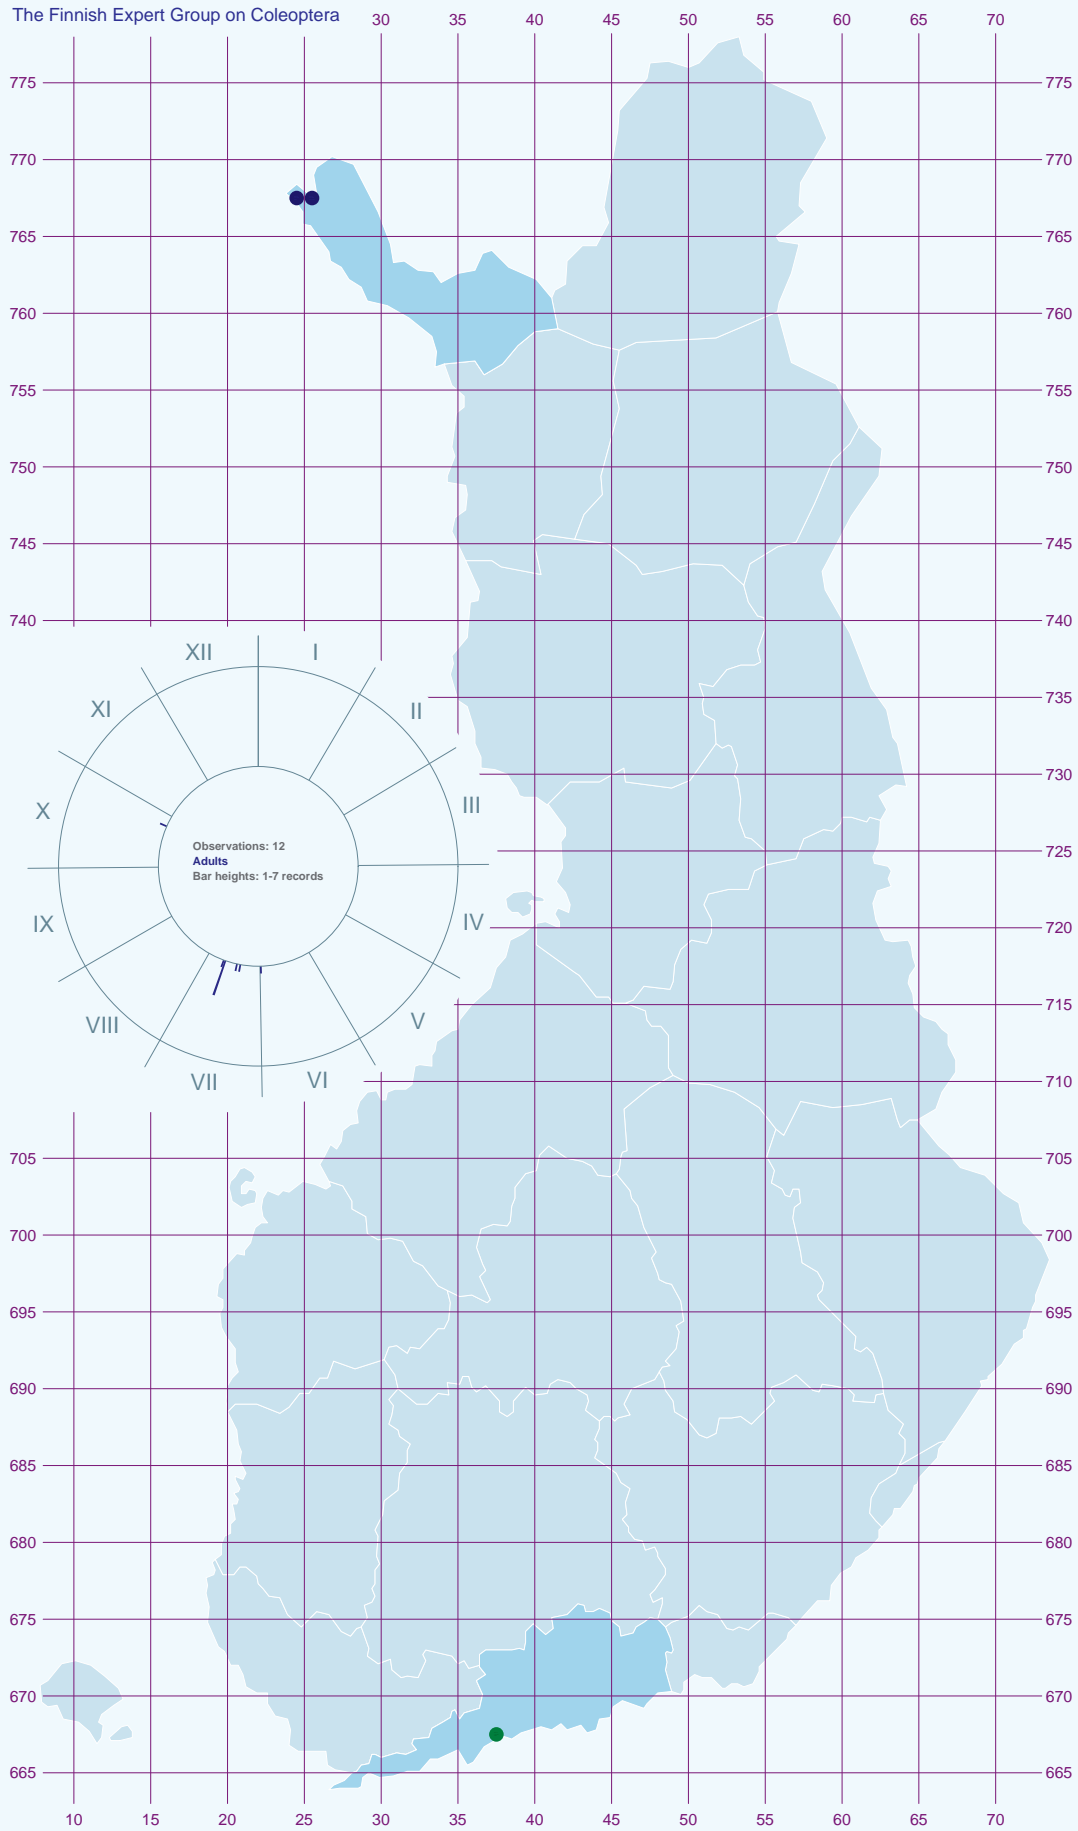 The Finnish Expert Group on Coleoptera 30 35 40 45 50 55 60 65 70
775 775
770 770
765 765
760 760
755 755
750 750
745 745
740 740
XII I
XI II
735
730
X III
Observations: 12
Adults
Bar heights: 1-7 records
725
IX IV
720
715
VIII V
VII VI
710
705 705
700 700
695 695
690 690
685 685
680 680
675 675
670 670
665 665
10 15 20 25 30 35 40 45 50 55 60 65 70